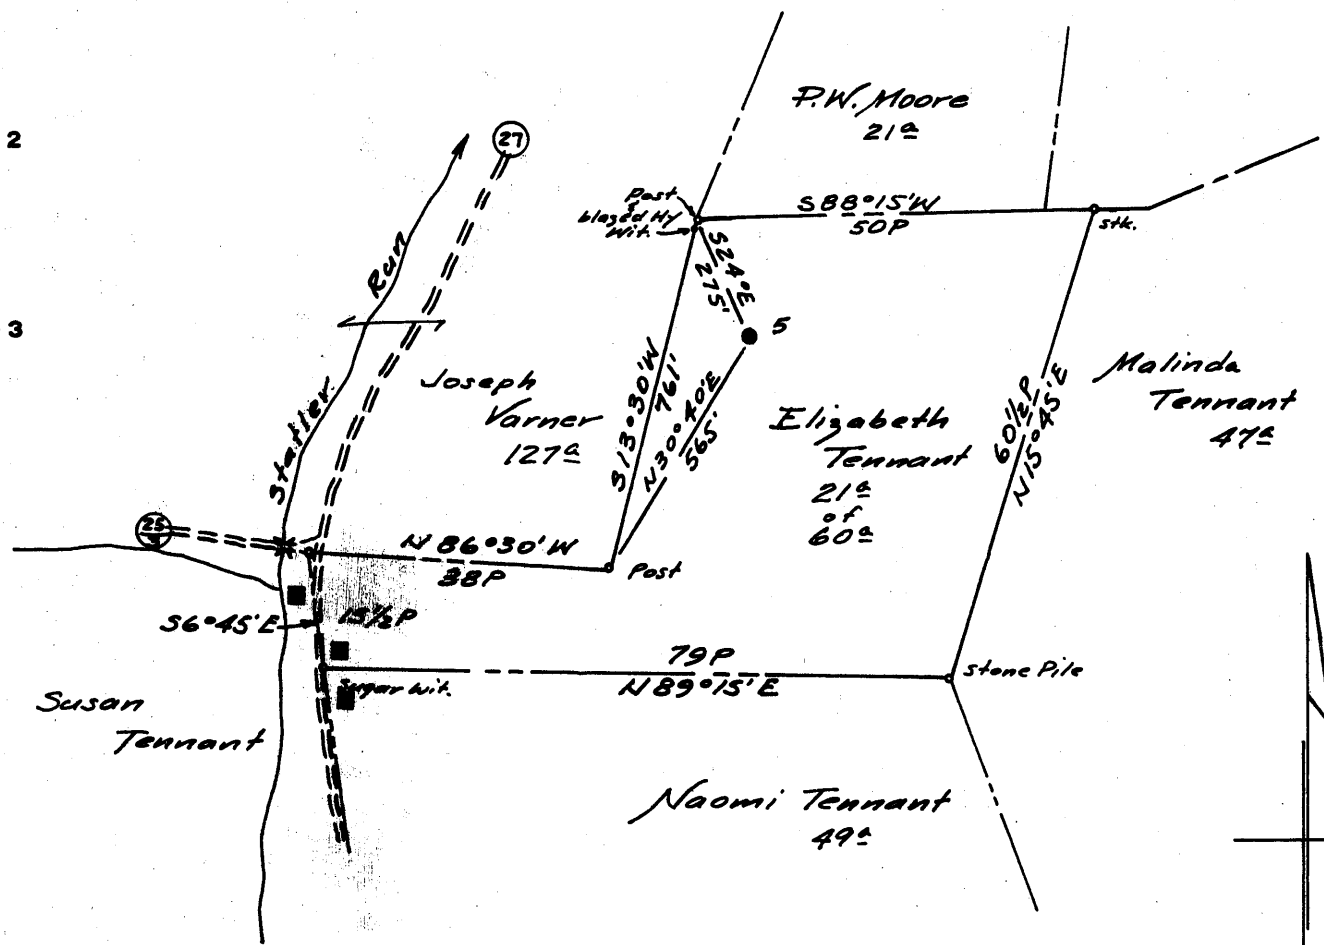 2
27
P.W. Moore
21a
Post
&
blazed Hy
Wit.
S88°15'W
50P
stk.
Run
S24°E
275'
3
5
Joseph
Varner
127a
S13°30'W
761'
N30°40'E
565'
Elizabeth
Tennant
21a
of
60a
60½P
N15°45'E
Malinda
Tennant
47a
Statler
25
4
N86°30'W
38P
Post
S6°45'E
15½P
79P
N89°15'E
Stone Pile
Sugar Wit.
Susan
Tennant
Naomi Tennant
49a